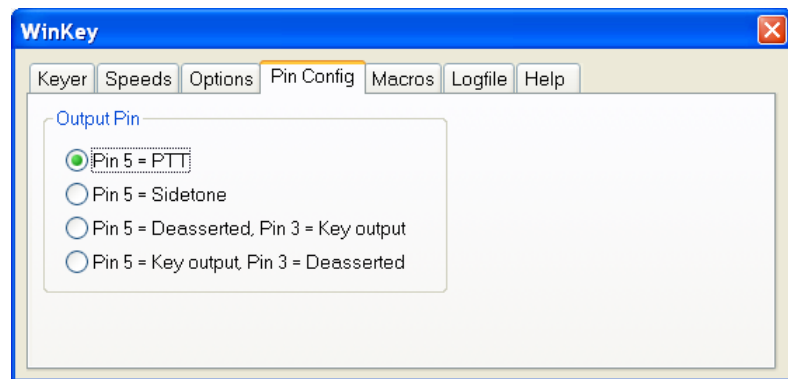 WinKey
Keyer Speeds Options Pin Config Macros Logfile Help
Output Pin
Pin 5 = PTT
Pin 5 = Sidetone
Pin 5 = Deasserted, Pin 3 = Key output
Pin 5 = Key output, Pin 3 = Deasserted